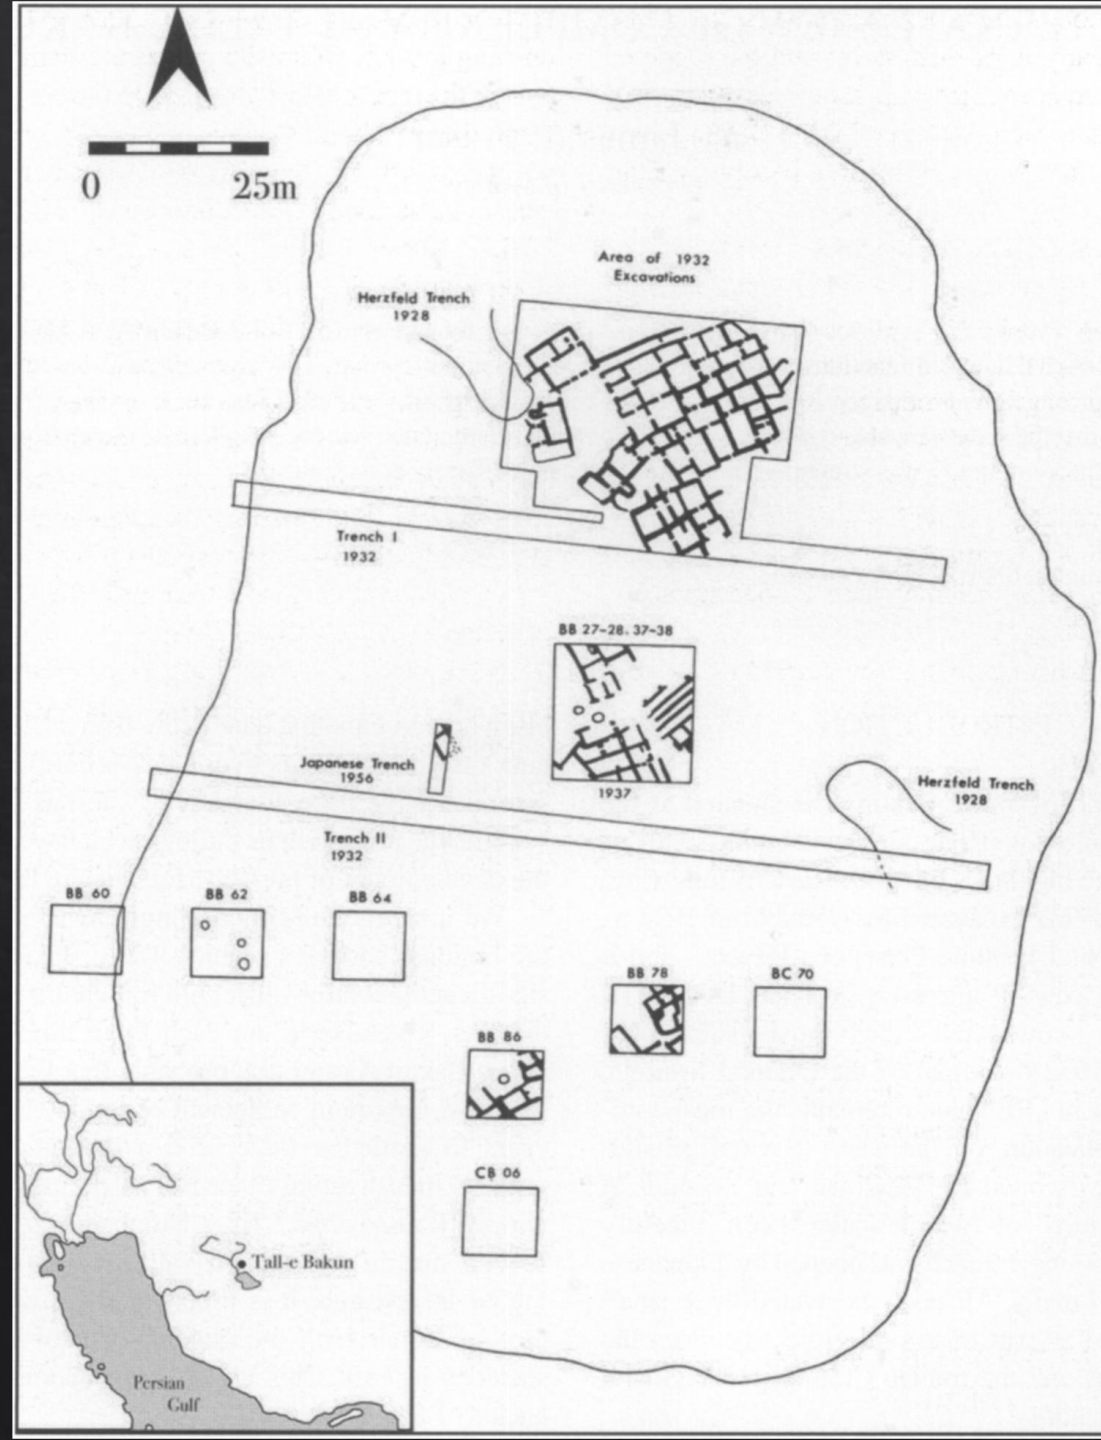 0 25m
Area of 1932
Excavations
Herzfeld Trench
1928
Trench I
1932
BB 27-28. 37-38
1937
Japanese Trench
1956
Herzfeld Trench
1928
Trench II
1932
BB 60
BB 62
BB 64
BB 78
BC 70
BB 86
CB 06
Tall-e Bakun
Persian
Gulf